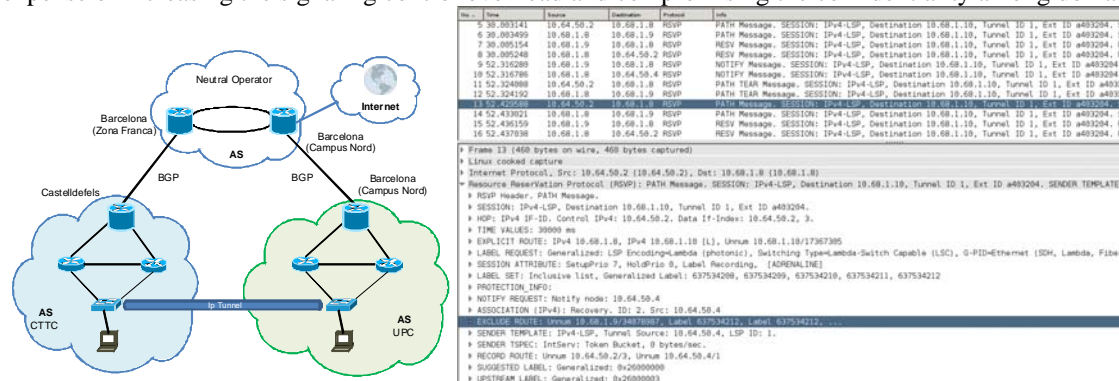 Neutral Operator
Internet
Barcelona
(Zona Franca)
AS
Barcelona
(Campus Nord)
BGP
BGP
Barcelona
(Campus Nord)
Castelldefels
Ip Tunnel
AS
CTTC
AS
UPC
No. . Time Source Destination Protocol Info
5 30.003141 10.64.50.2 10.68.1.8 RSVP PATH Message. SESSION: IPv4-LSP, Destination 10.68.1.10, Tunnel ID 1, Ext ID a403204.
6 30.003499 10.68.1.8 10.68.1.9 RSVP PATH Message. SESSION: IPv4-LSP, Destination 10.68.1.10, Tunnel ID 1, Ext ID a403204.
7 30.005154 10.68.1.9 10.68.1.8 RSVP RESV Message. SESSION: IPv4-LSP, Destination 10.68.1.10, Tunnel ID 1, Ext ID a403204.
8 30.005248 10.68.1.8 10.64.50.2 RSVP RESV Message. SESSION: IPv4-LSP, Destination 10.68.1.10, Tunnel ID 1, Ext ID a403204.
9 52.316280 10.68.1.9 10.68.1.8 RSVP NOTIFY Message. SESSION: IPv4-LSP, Destination 10.68.1.10, Tunnel ID 1, Ext ID a40320
10 52.316786 10.68.1.8 10.64.50.4 RSVP NOTIFY Message. SESSION: IPv4-LSP, Destination 10.68.1.10, Tunnel ID 1, Ext ID a40320
11 52.324088 10.64.50.2 10.68.1.8 RSVP PATH TEAR Message. SESSION: IPv4-LSP, Destination 10.68.1.10, Tunnel ID 1, Ext ID a403
12 52.324192 10.68.1.8 10.68.1.9 RSVP PATH TEAR Message. SESSION: IPv4-LSP, Destination 10.68.1.10, Tunnel ID 1, Ext ID a403
13 52.429588 10.64.50.2 10.68.1.8 RSVP PATH Message. SESSION: IPv4-LSP, Destination 10.68.1.10, Tunnel ID 1, Ext ID a403204.
14 52.433021 10.68.1.8 10.68.1.9 RSVP PATH Message. SESSION: IPv4-LSP, Destination 10.68.1.10, Tunnel ID 1, Ext ID a403204.
15 52.436159 10.68.1.9 10.68.1.8 RSVP RESV Message. SESSION: IPv4-LSP, Destination 10.68.1.10, Tunnel ID 1, Ext ID a403204.
16 52.437038 10.68.1.8 10.64.50.2 RSVP RESV Message. SESSION: IPv4-LSP, Destination 10.68.1.10, Tunnel ID 1, Ext ID a403204.
Frame 13 (460 bytes on wire, 460 bytes captured)
Linux cooked capture
Internet Protocol, Src: 10.64.50.2 (10.64.50.2), Dst: 10.68.1.8 (10.68.1.8)
Resource ReserVation Protocol (RSVP): PATH Message. SESSION: IPv4-LSP, Destination 10.68.1.10, Tunnel ID 1, Ext ID a403204. SENDER TEMPLATE
RSVP Header. PATH Message.
SESSION: IPv4-LSP, Destination 10.68.1.10, Tunnel ID 1, Ext ID a403204.
HOP: IPv4 IF-ID. Control IPv4: 10.64.50.2. Data If-Index: 10.64.50.2, 3.
TIME VALUES: 30000 ms
EXPLICIT ROUTE: IPv4 10.68.1.8, IPv4 10.68.1.10 [L], Unnum 10.68.1.10/17367305
LABEL REQUEST: Generalized: LSP Encoding=Lambda (photonic), Switching Type=Lambda-Switch Capable (LSC), G-PID=Ethernet (SDH, Lambda, Fibe
SESSION ATTRIBUTE: SetupPrio 7, HoldPrio 0, Label Recording, [ADRENALINE]
LABEL SET: Inclusive list, Generalized Label: 637534208, 637534209, 637534210, 637534211, 637534212
PROTECTION_INFO:
NOTIFY REQUEST: Notify node: 10.64.50.4
ASSOCIATION (IPv4): Recovery. ID: 2. Src: 10.64.50.4
EXCLUDE ROUTE: Unnum 10.68.1.9/34078987, Label 637534212, Label 637534212, ...
SENDER TEMPLATE: IPv4-LSP, Tunnel Source: 10.64.50.4, LSP ID: 1.
SENDER TSPEC: IntServ: Token Bucket, 0 bytes/sec.
RECORD ROUTE: Unnum 10.64.50.2/3, Unnum 10.64.50.4/1
SUGGESTED LABEL: Generalized: 0x26000000
UPSTREAM LABEL: Generalized: 0x26000003